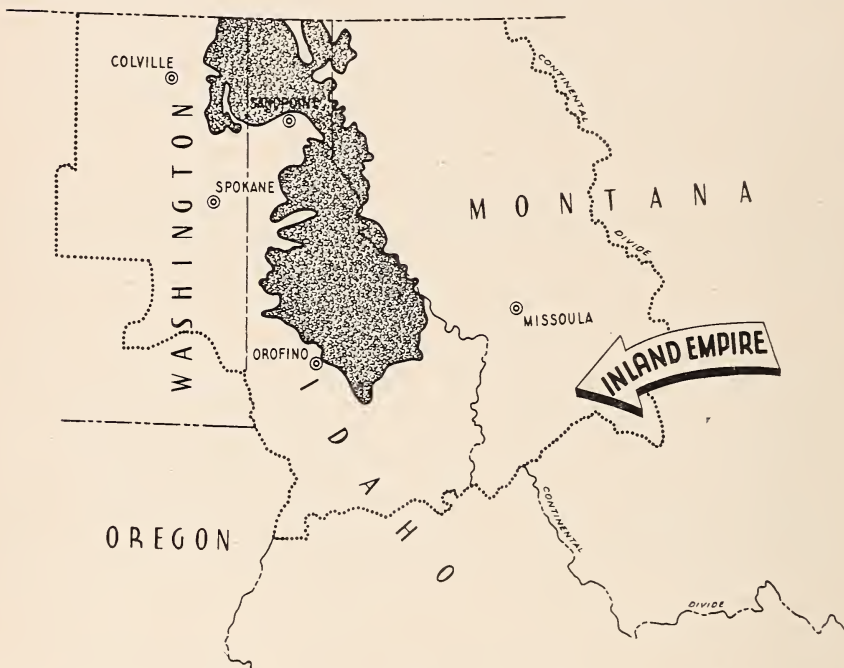 COLVILLE
SANDPOINT
CONTINENTAL
WASHINGTON
SPOKANE
MONTANA
DIVIDE
MISSOULA
INLAND EMPIRE
OROFINO
IDAHO
OREGON
CONTINENTAL
DIVIDE